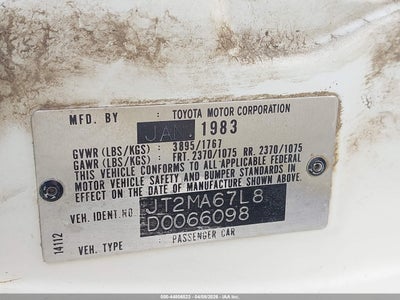 MFD. BY : TOYOTA MOTOR CORPORATION
JAN. 1983
GVWR (LBS/KGS) : 3895/1767
GAWR (LBS/KGS) : FRT. 2370/1075 RR. 2370/1075
THIS VEHICLE CONFORMS TO ALL APPLICABLE FEDERAL
MOTOR VEHICLE SAFETY AND BUMPER STANDARDS IN
EFFECT ON THE DATE OF MANUFACTURE SHOWN ABOVE.
VEH. IDENT NO. : JT2MA67L8
D0066098
VEH. TYPE : PASSENGER CAR
14112